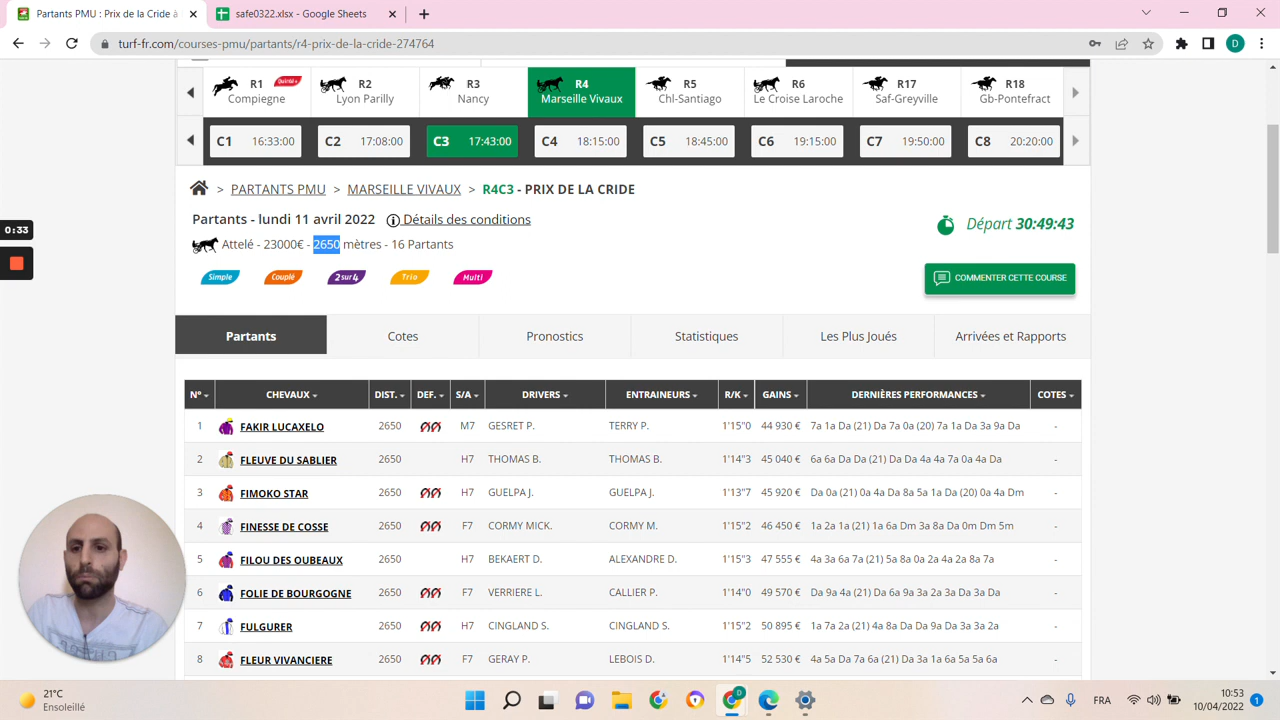 Partants PMU : Prix de la Cride à
safe0322.xlsx - Google Sheets
turf-fr.com/courses-pmu/partants/r4-prix-de-la-cride-274764
D
R1 Quinté+
Compiegne
R2
Lyon Parilly
R3
Nancy
R4
Marseille Vivaux
R5
Chl-Santiago
R6
Le Croise Laroche
R17
Saf-Greyville
R18
Gb-Pontefract
C1 16:33:00
C2 17:08:00
C3 17:43:00
C4 18:15:00
C5 18:45:00
C6 19:15:00
C7 19:50:00
C8 20:20:00
> PARTANTS PMU > MARSEILLE VIVAUX > R4C3 - PRIX DE LA CRIDE
0:33
Partants - lundi 11 avril 2022 Détails des conditions
Départ 30:49:43
Attelé - 23000€ - 2650 mètres - 16 Partants
Simple Couplé 2 sur 4 Trio Multi
COMMENTER CETTE COURSE
Partants Cotes Pronostics Statistiques Les Plus Joués Arrivées et Rapports
N° CHEVAUX DIST. DEF. S/A DRIVERS ENTRAINEURS R/K GAINS DERNIÈRES PERFORMANCES COTES
1 FAKIR LUCAXELO 2650 M7 GESRET P. TERRY P. 1'15"0 44 930 € 7a 1a Da (21) Da 7a 0a (20) 7a 1a Da 3a 9a Da -
2 FLEUVE DU SABLIER 2650 H7 THOMAS B. THOMAS B. 1'14"3 45 040 € 6a 6a Da Da (21) Da Da 4a 4a 7a 0a 4a Da -
3 FIMOKO STAR 2650 H7 GUELPA J. GUELPA J. 1'13"7 45 920 € Da 0a (21) 0a 4a Da 8a 5a 1a Da (20) 0a 4a Dm -
4 FINESSE DE COSSE 2650 F7 CORMY MICK. CORMY M. 1'15"2 46 450 € 1a 2a 1a (21) 1a 6a Dm 3a 8a Da 0m Dm 5m -
5 FILOU DES OUBEAUX 2650 H7 BEKAERT D. ALEXANDRE D. 1'15"3 47 555 € 4a 3a 6a 7a (21) 5a 8a 0a 2a 4a 2a 8a 7a -
6 FOLIE DE BOURGOGNE 2650 F7 VERRIERE L. CALLIER P. 1'14"0 49 570 € Da 9a 4a (21) Da 6a 9a 3a 2a 3a Da 3a Da -
7 FULGURER 2650 H7 CINGLAND S. CINGLAND S. 1'15"2 50 895 € 1a 7a 2a (21) 4a 8a Da Da 9a Da 3a 3a 2a -
8 FLEUR VIVANCIERE 2650 F7 GERAY P. LEBOIS D. 1'14"5 52 530 € 4a 5a Da 7a 6a (21) Da 3a 1a 6a 5a 5a 6a -
21°C
Ensoleillé
D
FRA
10:53
10/04/2022
1